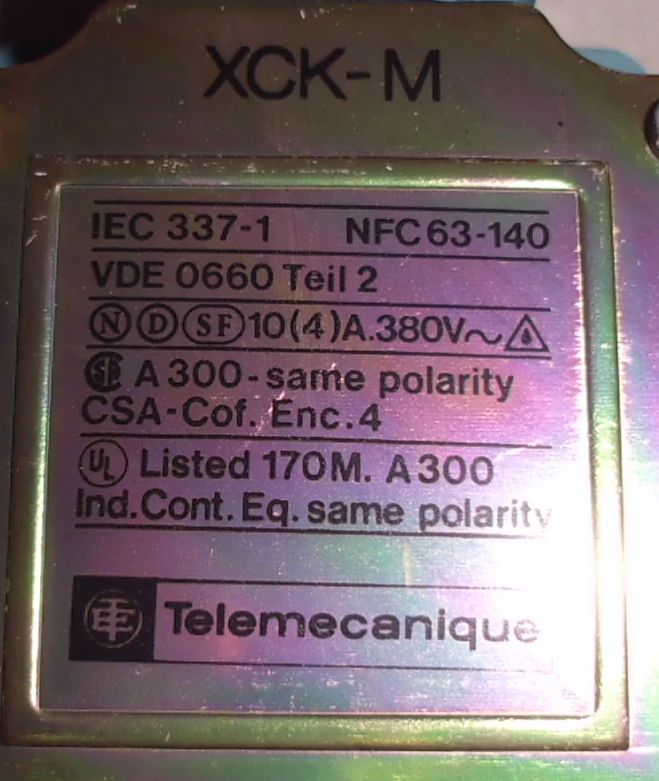 XCK-M
IEC 337-1 NFC 63-140
VDE 0660 Teil 2
N D SF 10(4)A.380V~
A 300-same polarity
CSA-Cof. Enc. 4
UL Listed 170M. A300
Ind. Cont. Eq. same polarity
TE Telemecanique